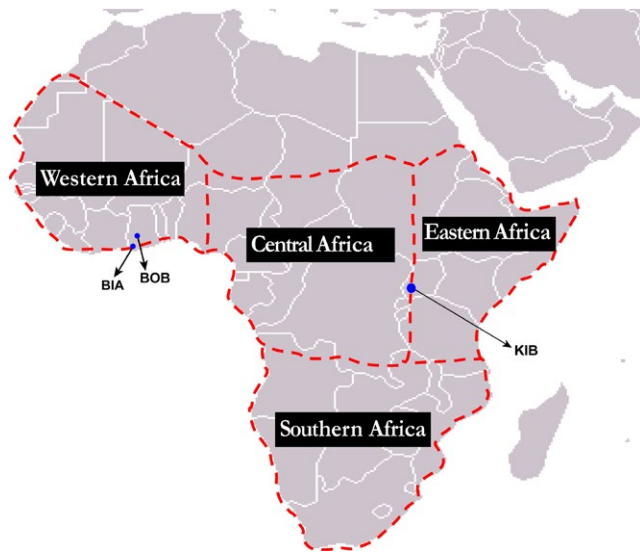 Western Africa
Central Africa
Eastern Africa
BIA
BOB
KIB
Southern Africa